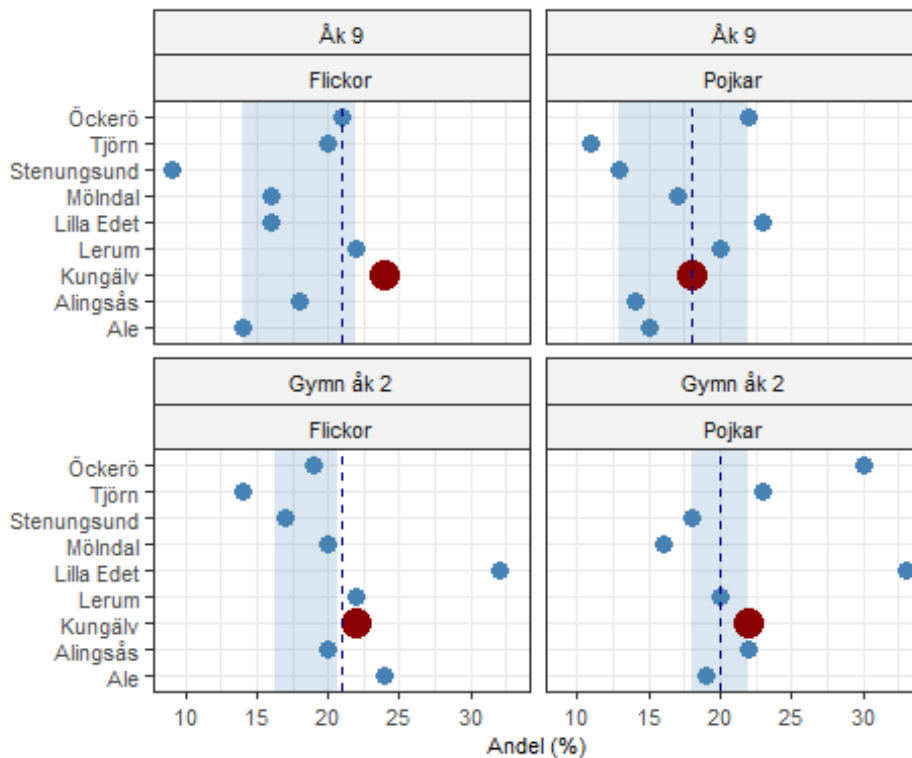 Åk 9
Åk 9
Flickor
Pojkar
Öckerö
Tjörn
Stenungsund
Mölndal
Lilla Edet
Lerum
Kungälv
Alingsås
Ale
Gymn åk 2
Gymn åk 2
Flickor
Pojkar
Öckerö
Tjörn
Stenungsund
Mölndal
Lilla Edet
Lerum
Kungälv
Alingsås
Ale
10 15 20 25 30
10 15 20 25 30
Andel (%)